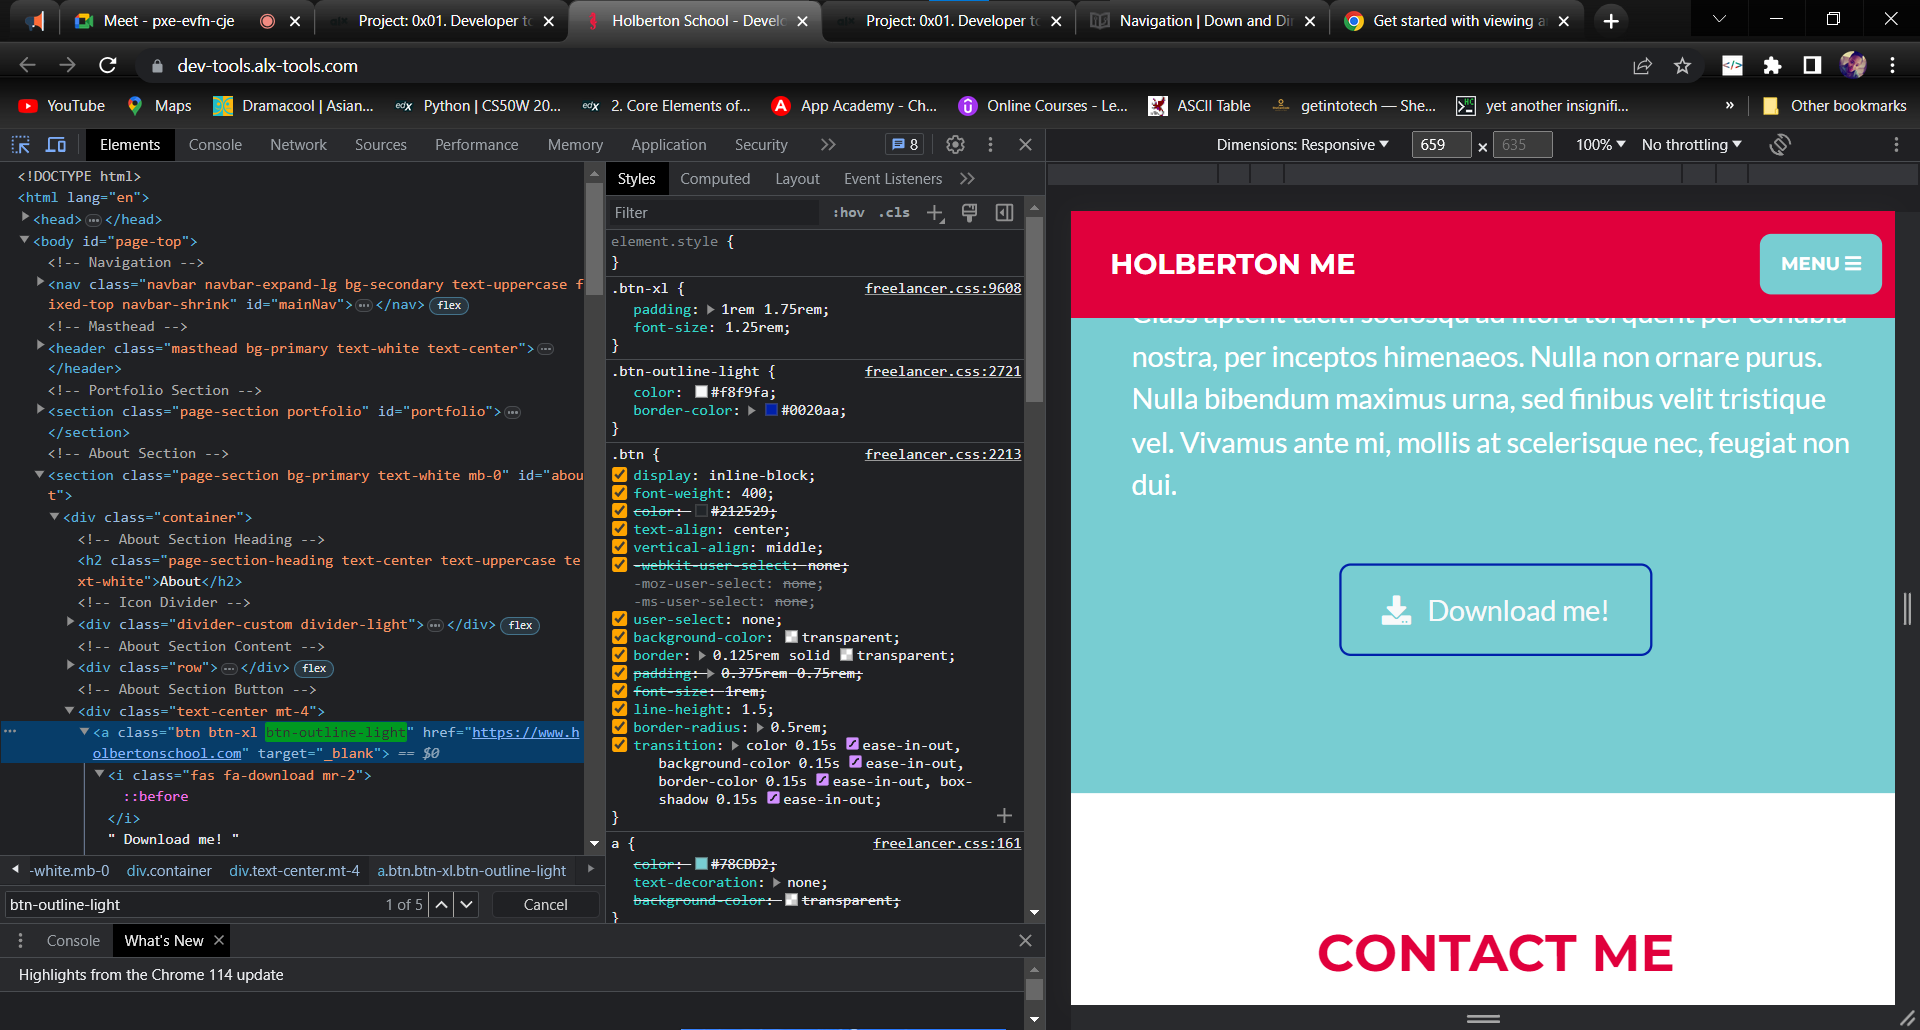 Meet - pxe-evfn-cje
Project: 0x01. Developer to
Holberton School - Develo
Project: 0x01. Developer to
Navigation | Down and Dir
Get started with viewing a
dev-tools.alx-tools.com
YouTube
Maps
Dramacool | Asian...
edX Python | CS50W 20...
edX 2. Core Elements of...
App Academy - Ch...
Online Courses - Le...
ASCII Table
getintotech — She...
yet another insignifi...
»
Other bookmarks
Elements
Console
Network
Sources
Performance
Memory
Application
Security
8
Dimensions: Responsive
659
×
635
100%
No throttling
<!DOCTYPE html>
<html lang="en">
<head>…</head>
<body id="page-top">
<!-- Navigation -->
<nav class="navbar navbar-expand-lg bg-secondary text-uppercase f
ixed-top navbar-shrink" id="mainNav">…</nav> flex
<!-- Masthead -->
<header class="masthead bg-primary text-white text-center">…
</header>
<!-- Portfolio Section -->
<section class="page-section portfolio" id="portfolio">…
</section>
<!-- About Section -->
<section class="page-section bg-primary text-white mb-0" id="abou
t">
<div class="container">
<!-- About Section Heading -->
<h2 class="page-section-heading text-center text-uppercase te
xt-white">About</h2>
<!-- Icon Divider -->
<div class="divider-custom divider-light">…</div> flex
<!-- About Section Content -->
<div class="row">…</div> flex
<!-- About Section Button -->
<div class="text-center mt-4">
<a class="btn btn-xl btn-outline-light" href="https://www.h
olbertonschool.com" target="_blank"> == $0
<i class="fas fa-download mr-2">
::before
</i>
" Download me! "
-white.mb-0
div.container
div.text-center.mt-4
a.btn.btn-xl.btn-outline-light
btn-outline-light
1 of 5
Cancel
Styles
Computed
Layout
Event Listeners
Filter
:hov
.cls
element.style {
}
.btn-xl { freelancer.css:9608
padding: 1rem 1.75rem;
font-size: 1.25rem;
}
.btn-outline-light { freelancer.css:2721
color: #f8f9fa;
border-color: #0020aa;
}
.btn { freelancer.css:2213
display: inline-block;
font-weight: 400;
color: #212529;
text-align: center;
vertical-align: middle;
-webkit-user-select: none;
-moz-user-select: none;
-ms-user-select: none;
user-select: none;
background-color: transparent;
border: 0.125rem solid transparent;
padding: 0.375rem 0.75rem;
font-size: 1rem;
line-height: 1.5;
border-radius: 0.5rem;
transition: color 0.15s ease-in-out,
background-color 0.15s ease-in-out,
border-color 0.15s ease-in-out, box-
shadow 0.15s ease-in-out;
}
a { freelancer.css:161
color: #78CDD2;
text-decoration: none;
background-color: transparent;
}
Console
What's New
Highlights from the Chrome 114 update
HOLBERTON ME
MENU
Class aptent taciti sociosqu ad litora torquent per conubia
nostra, per inceptos himenaeos. Nulla non ornare purus.
Nulla bibendum maximus urna, sed finibus velit tristique
vel. Vivamus ante mi, mollis at scelerisque nec, feugiat non
dui.
Download me!
CONTACT ME